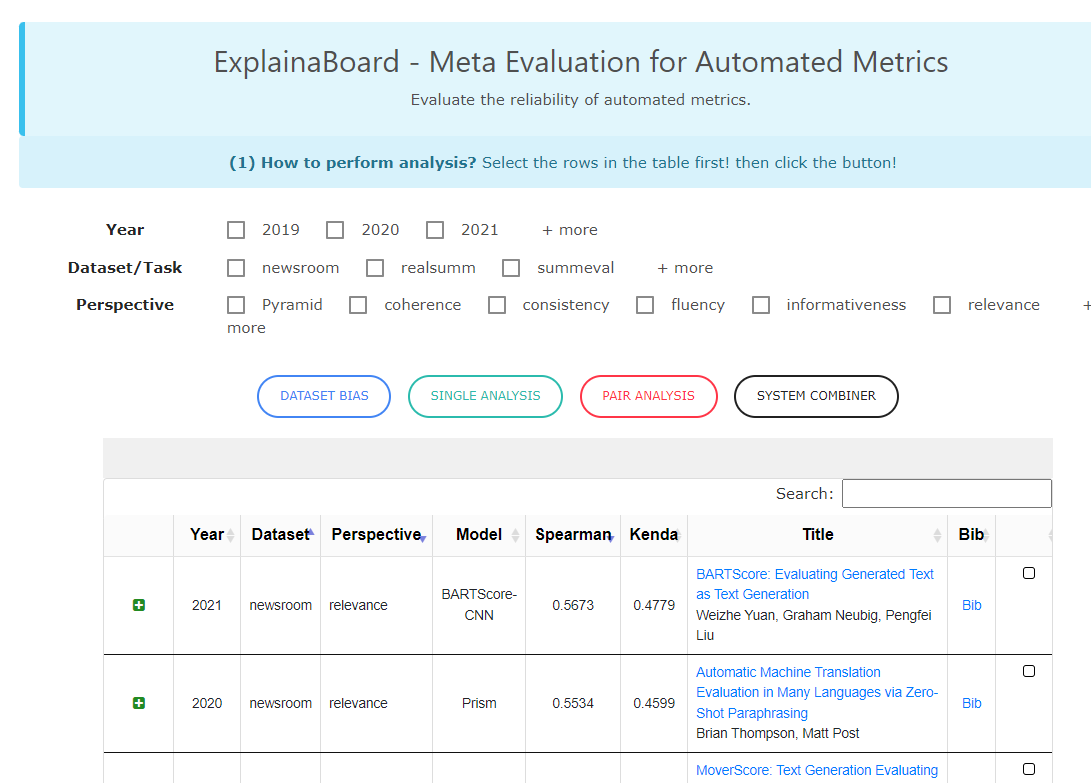 ExplainaBoard - Meta Evaluation for Automated Metrics
Evaluate the reliability of automated metrics.
(1) How to perform analysis? Select the rows in the table first! then click the button!
Year 2019 2020 2021 + more
Dataset/Task newsroom realsumm summeval + more
Perspective Pyramid coherence consistency fluency informativeness relevance +
more
DATASET BIAS SINGLE ANALYSIS PAIR ANALYSIS SYSTEM COMBINER
Search:
Year Dataset Perspective Model Spearman Kenda Title Bib
BARTScore: Evaluating Generated Text
as Text Generation
Weizhe Yuan, Graham Neubig, Pengfei
Liu
2021 newsroom relevance BARTScore-
CNN
0.5673 0.4779 Bib
Automatic Machine Translation
Evaluation in Many Languages via Zero-
Shot Paraphrasing
Brian Thompson, Matt Post
2020 newsroom relevance Prism 0.5534 0.4599 Bib
MoverScore: Text Generation Evaluating